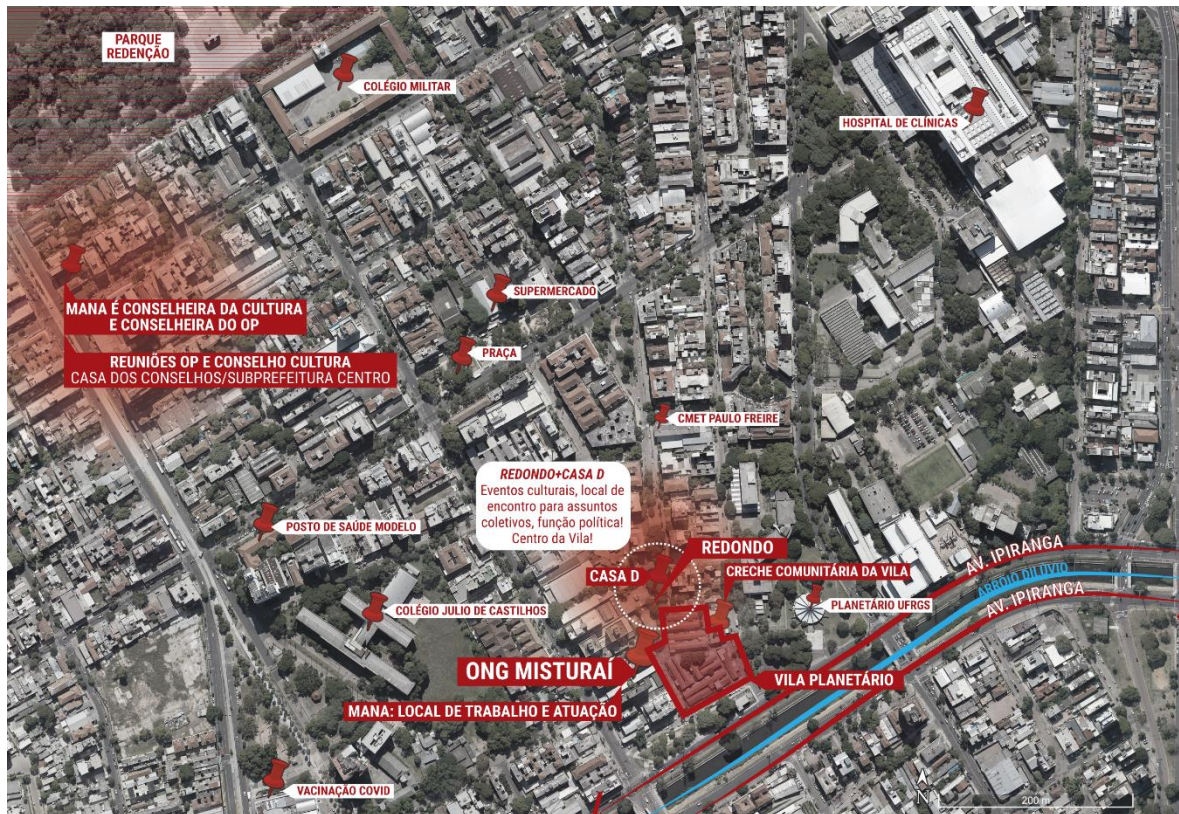 PARQUE
REDENÇÃO
COLÉGIO MILITAR
HOSPITAL DE CLÍNICAS
SUPERMERCADO
MANA É CONSELHEIRA DA CULTURA
E CONSELHEIRA DO OP
PRAÇA
REUNIÕES OP E CONSELHO CULTURA
CASA DOS CONSELHOS/SUBPREFEITURA CENTRO
CMET PAULO FREIRE
REDONDO+CASA D
Eventos culturais, local de
encontro para assuntos
coletivos, função política!
Centro da Vila!
POSTO DE SAÚDE MODELO
REDONDO
AV. IPIRANGA
CASA D
CRECHE COMUNITÁRIA DA VILA
ARROIO DILÚVIO
AV. IPIRANGA
COLÉGIO JULIO DE CASTILHOS
PLANETÁRIO UFRGS
ONG MISTURAÍ
VILA PLANETÁRIO
MANA: LOCAL DE TRABALHO E ATUAÇÃO
VACINAÇÃO COVID
N
200 m